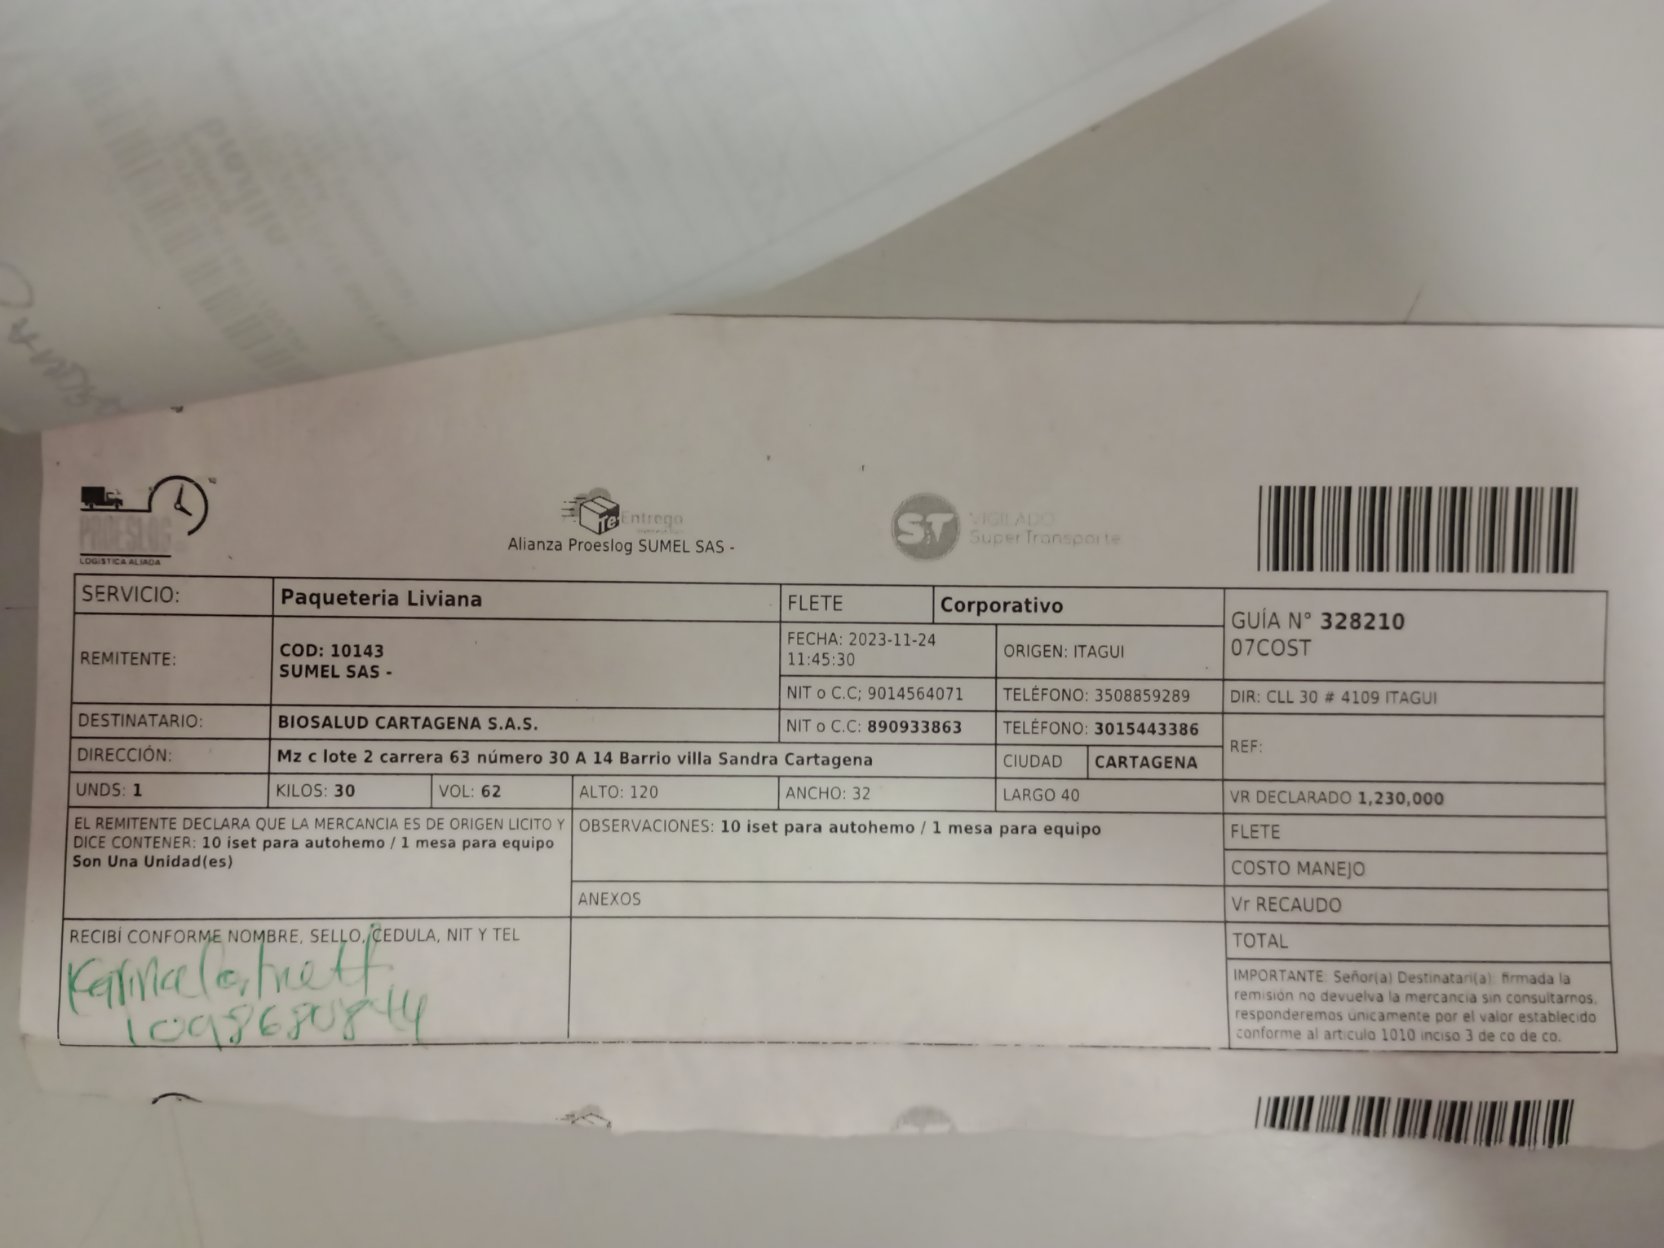 PROESLOG
LOGISTICA ALIADA
Te Entrego
Alianza Proeslog SUMEL SAS -
ST VIGILADO
SuperTransporte
SERVICIO: Paqueteria Liviana FLETE Corporativo
GUÍA N° 328210
07COST
REMITENTE: COD: 10143
SUMEL SAS -
FECHA: 2023-11-24
11:45:30
ORIGEN: ITAGUI
NIT o C.C; 9014564071 TELÉFONO: 3508859289 DIR: CLL 30 # 4109 ITAGUI
DESTINATARIO: BIOSALUD CARTAGENA S.A.S. NIT o C.C: 890933863 TELÉFONO: 3015443386
REF:
DIRECCIÓN: Mz c lote 2 carrera 63 número 30 A 14 Barrio villa Sandra Cartagena CIUDAD CARTAGENA
UNDS: 1 KILOS: 30 VOL: 62 ALTO: 120 ANCHO: 32 LARGO 40 VR DECLARADO 1,230,000
EL REMITENTE DECLARA QUE LA MERCANCIA ES DE ORIGEN LICITO Y
DICE CONTENER: 10 iset para autohemo / 1 mesa para equipo
Son Una Unidad(es)
OBSERVACIONES: 10 iset para autohemo / 1 mesa para equipo
ANEXOS
FLETE
COSTO MANEJO
Vr RECAUDO
TOTAL
RECIBÍ CONFORME NOMBRE, SELLO, CEDULA, NIT Y TEL
Karina
1098680844
IMPORTANTE: Señor(a) Destinatari(a): firmada la
remisión no devuelva la mercancia sin consultarnos,
responderemos únicamente por el valor establecido
conforme al articulo 1010 inciso 3 de co de co.